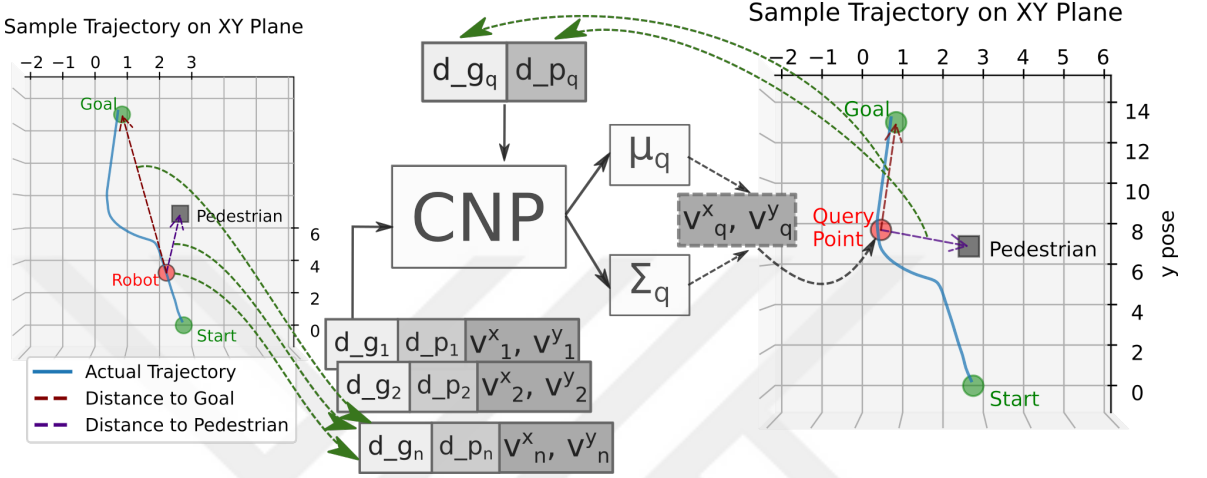 Sample Trajectory on XY Plane
−2 −1 0 1 2 3
Goal
Pedestrian
6
4
Robot
2
0
Start
Actual Trajectory
Distance to Goal
Distance to Pedestrian
d_gq d_pq
CNP
μq
Σq
vxq, vyq
d_g1 d_p1 vx1, vy1
d_g2 d_p2 vx2, vy2
d_gn d_pn vxn, vyn
Sample Trajectory on XY Plane
−2 −1 0 1 2 3 4 5 6
Goal
14
12
10
Query
Point
8
Pedestrian
6
4
2
0
Start
y pose